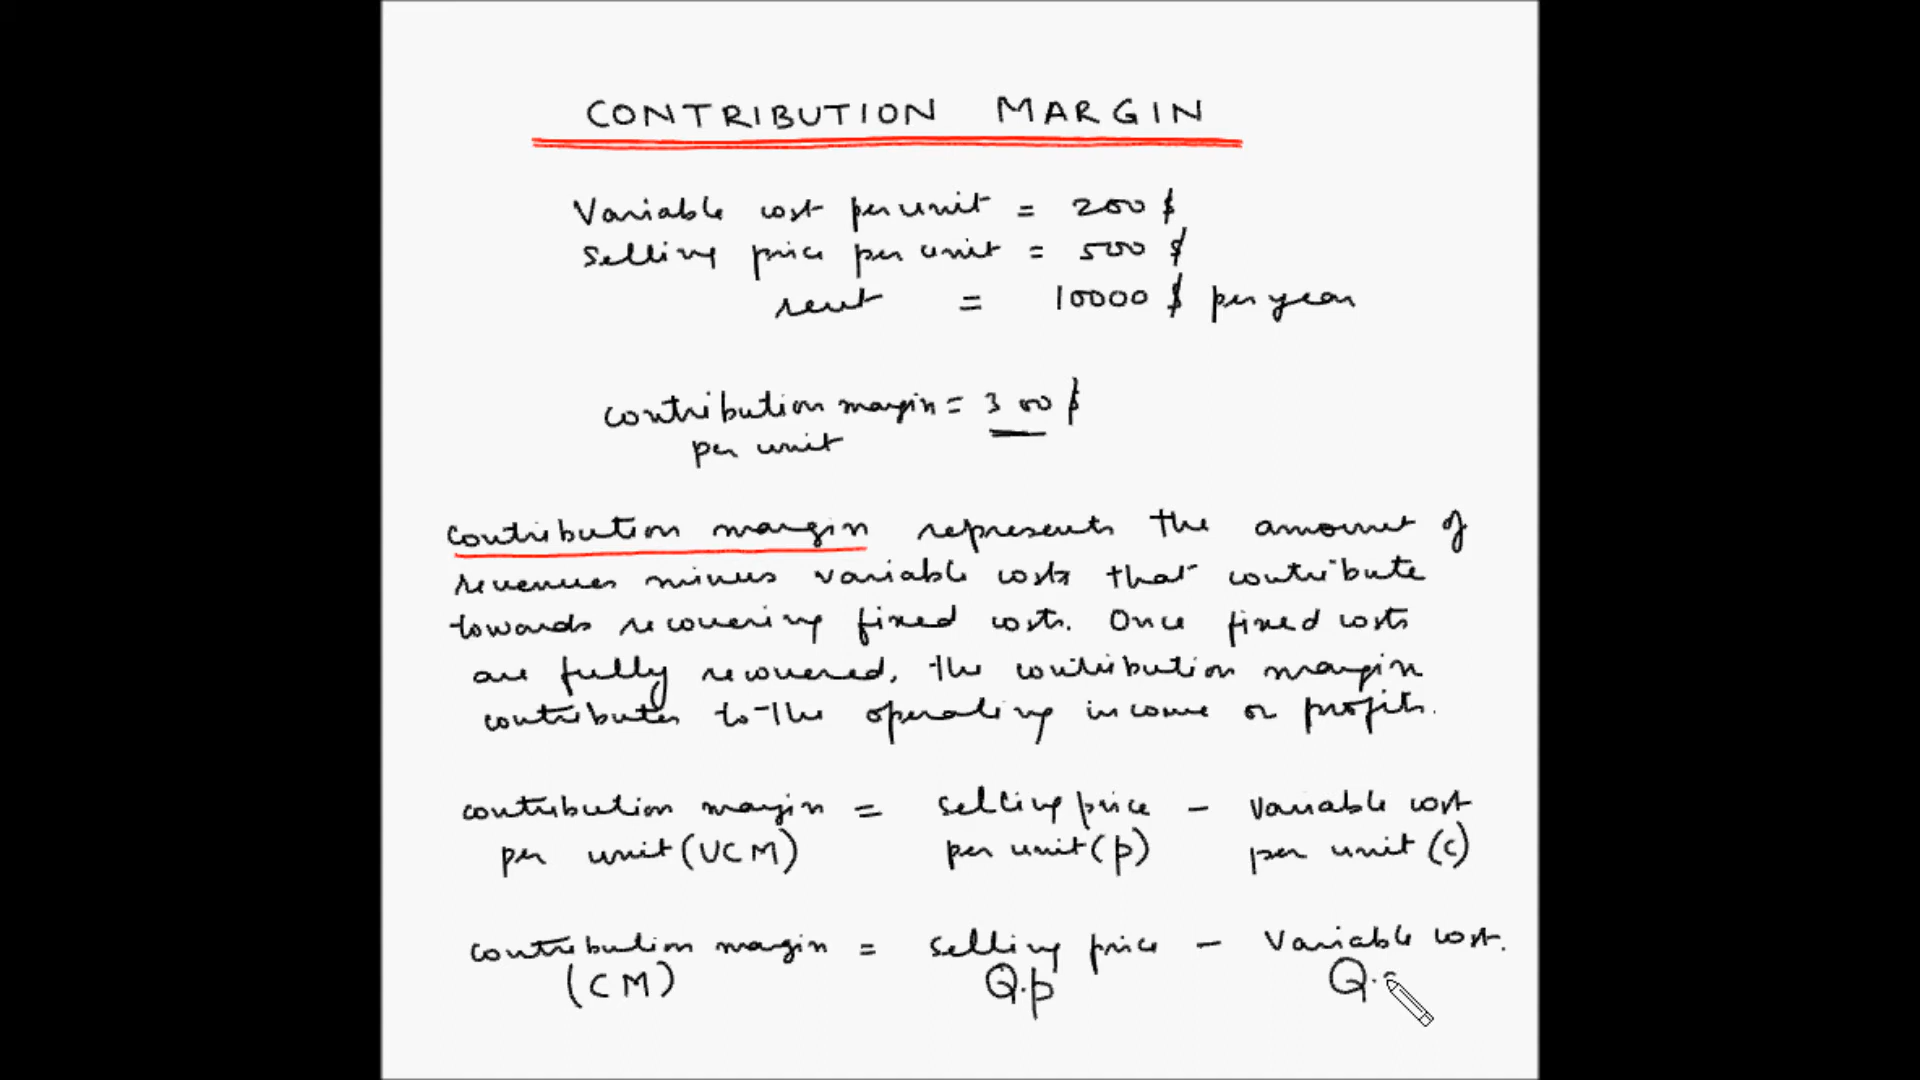 CONTRIBUTION MARGIN
Variable cost per unit = 200 $
Selling price per unit = 500 $
rent = 10000 $ per year
contribution margin = 300 $
per unit
Contribution margin represents the amount of
revenues minus variable costs that contribute
towards recovering fixed costs. Once fixed costs
are fully recovered, the contribution margin
contributes to the operating income or profits.
contribution margin = selling price - variable cost
per unit (UCM) per unit (p) per unit (c)
contribution margin = selling price - Variable cost.
(CM) Q.p Q.